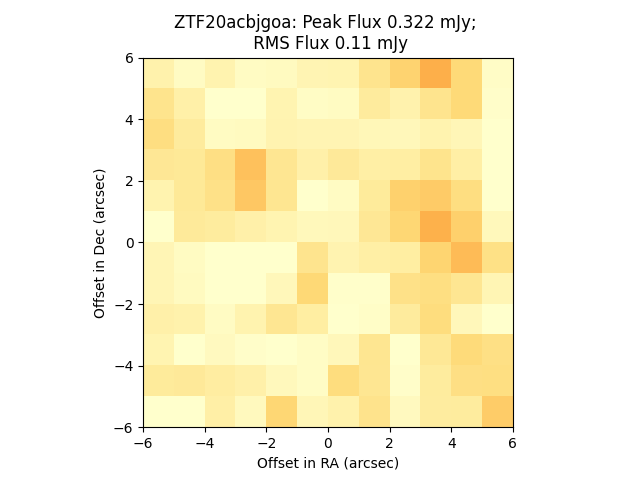 ZTF20acbjgoa: Peak Flux 0.322 mJy;
RMS Flux 0.11 mJy
6
4
2
0
−2
−4
−6
Offset in Dec (arcsec)
−6 −4 −2 0 2 4 6
Offset in RA (arcsec)